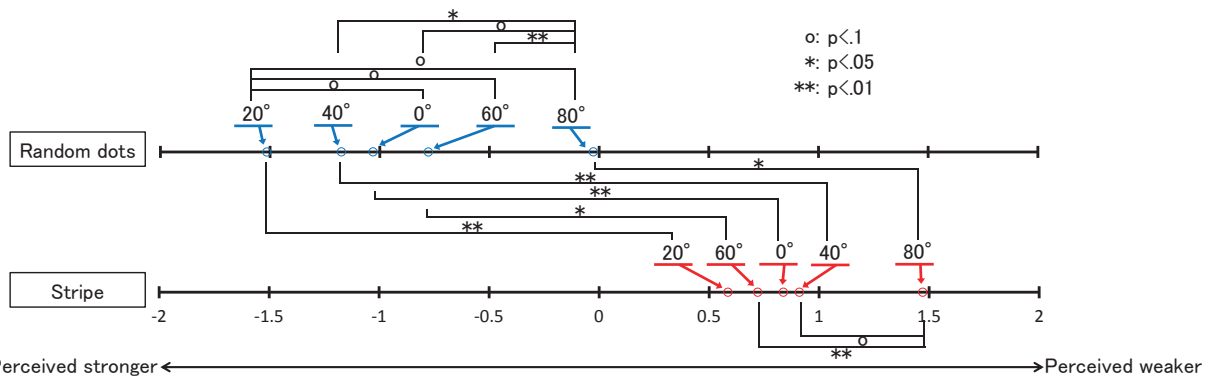 *
o
**
o
o
o
o: p<.1
*: p<.05
**: p<.01
20° 40° 0° 60° 80°
Random dots
*
**
**
*
**
20° 60° 0° 40° 80°
Stripe
-2 -1.5 -1 -0.5 0 0.5 1 1.5 2
o
**
Perceived stronger Perceived weaker